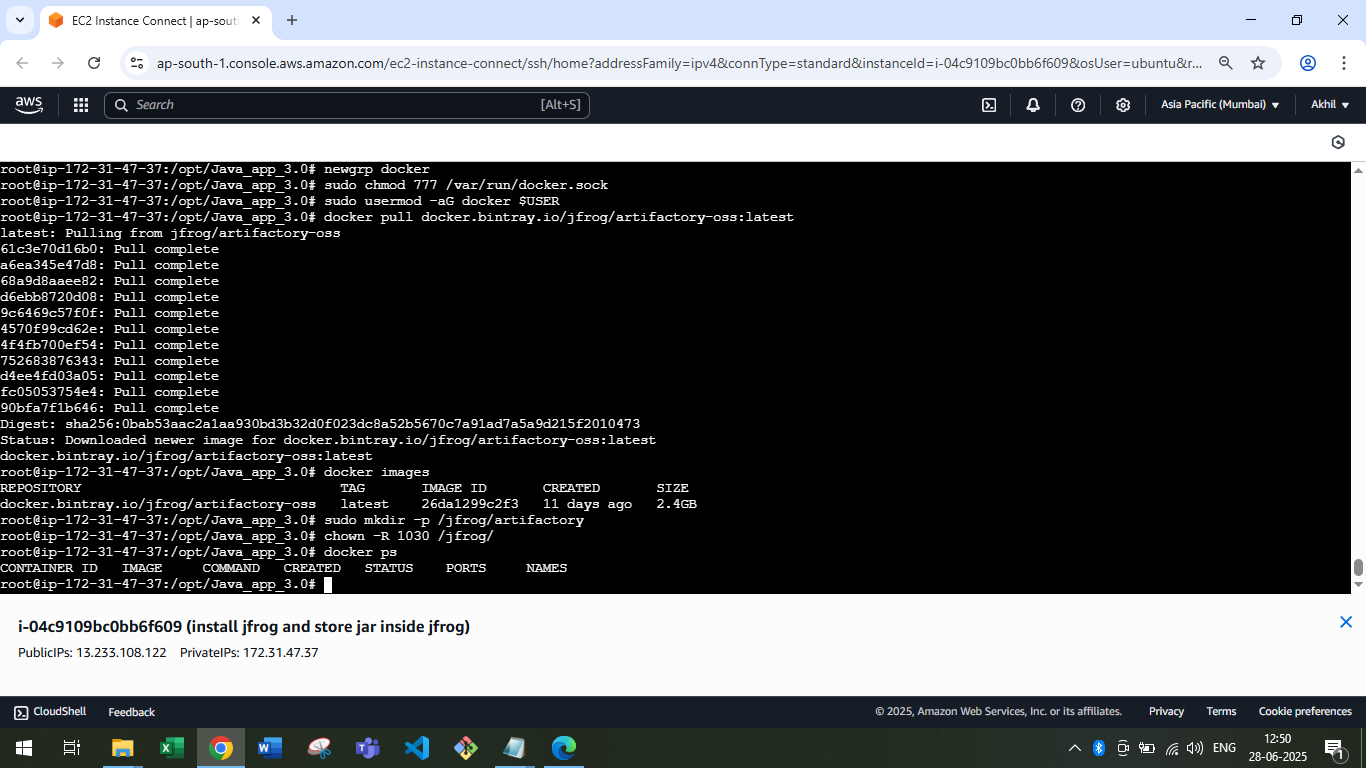 EC2 Instance Connect | ap-sout
ap-south-1.console.aws.amazon.com/ec2-instance-connect/ssh/home?addressFamily=ipv4&connType=standard&instanceId=i-04c9109bc0bb6f609&osUser=ubuntu&r...
aws Search [Alt+S] Asia Pacific (Mumbai) Akhil
root@ip-172-31-47-37:/opt/Java_app_3.0# newgrp docker
root@ip-172-31-47-37:/opt/Java_app_3.0# sudo chmod 777 /var/run/docker.sock
root@ip-172-31-47-37:/opt/Java_app_3.0# sudo usermod -aG docker $USER
root@ip-172-31-47-37:/opt/Java_app_3.0# docker pull docker.bintray.io/jfrog/artifactory-oss:latest
latest: Pulling from jfrog/artifactory-oss
61c3e70d16b0: Pull complete
a6ea345e47d8: Pull complete
68a9d8aaee82: Pull complete
d6ebb8720d08: Pull complete
9c6469c57f0f: Pull complete
4570f99cd62e: Pull complete
4f4fb700ef54: Pull complete
752683876343: Pull complete
d4ee4fd03a05: Pull complete
fc05053754e4: Pull complete
90bfa7f1b646: Pull complete
Digest: sha256:0bab53aac2a1aa930bd3b32d0f023dc8a52b5670c7a91ad7a5a9d215f2010473
Status: Downloaded newer image for docker.bintray.io/jfrog/artifactory-oss:latest
docker.bintray.io/jfrog/artifactory-oss:latest
root@ip-172-31-47-37:/opt/Java_app_3.0# docker images
REPOSITORY TAG IMAGE ID CREATED SIZE
docker.bintray.io/jfrog/artifactory-oss latest 26da1299c2f3 11 days ago 2.4GB
root@ip-172-31-47-37:/opt/Java_app_3.0# sudo mkdir -p /jfrog/artifactory
root@ip-172-31-47-37:/opt/Java_app_3.0# chown -R 1030 /jfrog/
root@ip-172-31-47-37:/opt/Java_app_3.0# docker ps
CONTAINER ID IMAGE COMMAND CREATED STATUS PORTS NAMES
root@ip-172-31-47-37:/opt/Java_app_3.0#
i-04c9109bc0bb6f609 (install jfrog and store jar inside jfrog)
PublicIPs: 13.233.108.122 PrivateIPs: 172.31.47.37
CloudShell Feedback © 2025, Amazon Web Services, Inc. or its affiliates. Privacy Terms Cookie preferences
ENG 12:50
28-06-2025
1